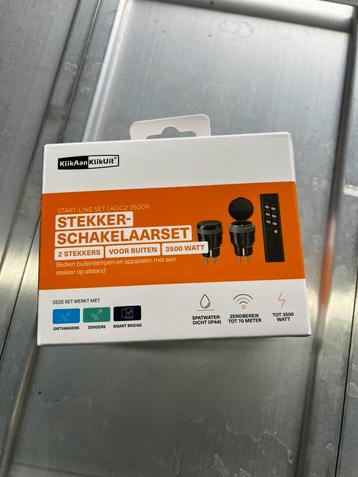 KlikAanKlikUit®
START-LINE SET | AGC2-3500R
STEKKER-
SCHAKELAARSET
2 STEKKERS | VOOR BUITEN | 3500 WATT
Bedien buitenlampen en apparaten met een
stekker op afstand
DEZE SET WERKT MET
ONTVANGERS
ZENDERS
SMART BRIDGE
SPATWATER-
DICHT (IP44)
ZENDBEREIK
TOT 70 METER
TOT 3500
WATT